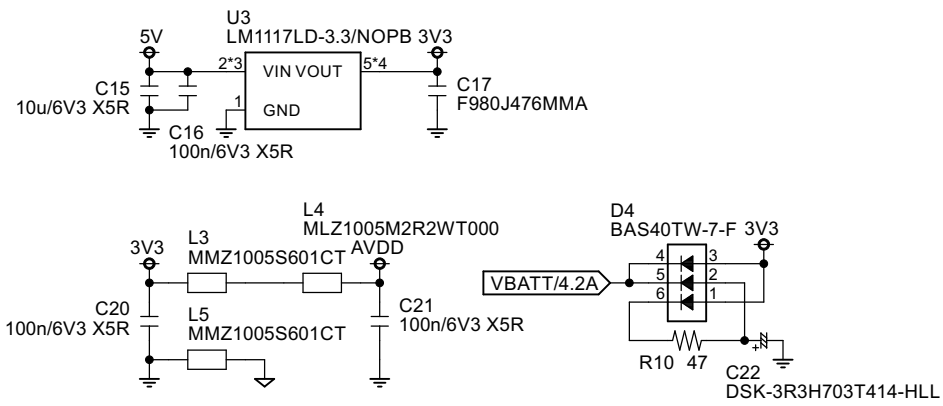 U3
LM1117LD-3.3/NOPB
5V
3V3
2*3
VIN VOUT
5*4
C15
10u/6V3 X5R
1
GND
C17
F980J476MMA
C16
100n/6V3 X5R
L4
MLZ1005M2R2WT000
D4
BAS40TW-7-F
3V3
L3
MMZ1005S601CT
AVDD
3V3
4
3
VBATT/4.2A
5
2
6
1
C20
100n/6V3 X5R
L5
MMZ1005S601CT
C21
100n/6V3 X5R
R10 47
+
C22
DSK-3R3H703T414-HLL